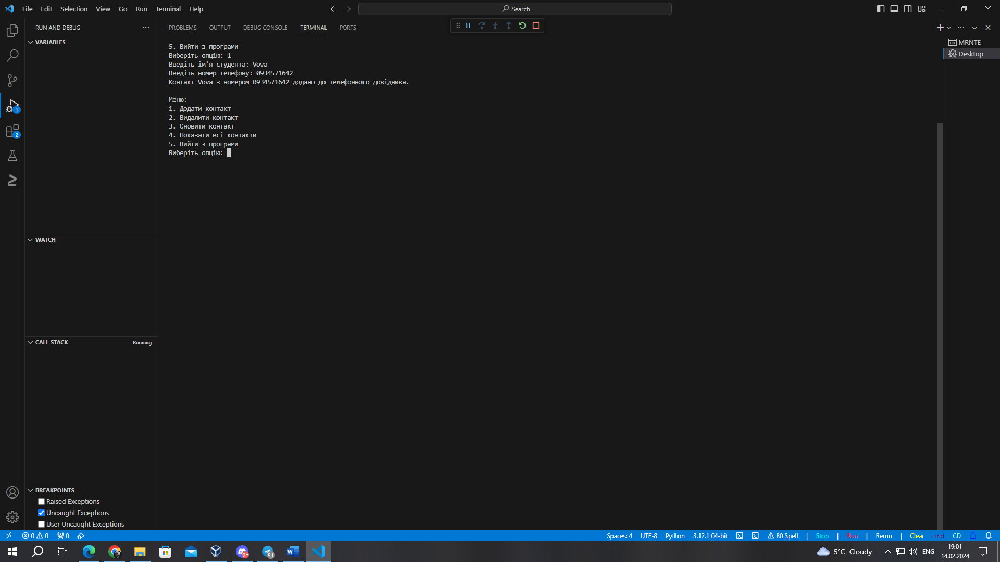 File Edit Selection View Go Run Terminal Help
Search
RUN AND DEBUG
PROBLEMS OUTPUT DEBUG CONSOLE TERMINAL PORTS
VARIABLES
MRNTE
Desktop
5. Вийти з програми
Виберіть опцію: 1
Введіть ім'я студента: Vova
Введіть номер телефону: 0934571642
Контакт Vova з номером 0934571642 додано до телефонного довідника.
Меню:
1. Додати контакт
2. Видалити контакт
3. Оновити контакт
4. Показати всі контакти
5. Вийти з програми
Виберіть опцію:
1
2
WATCH
CALL STACK Running
BREAKPOINTS
Raised Exceptions
Uncaught Exceptions
User Uncaught Exceptions
0 0 0 Spaces: 4 UTF-8 Python 3.12.1 64-bit 80 Spell | Stop | Run | Rerun | Clear cmd CD
9+ 91 5°C Cloudy ENG
19:01
14.02.2024